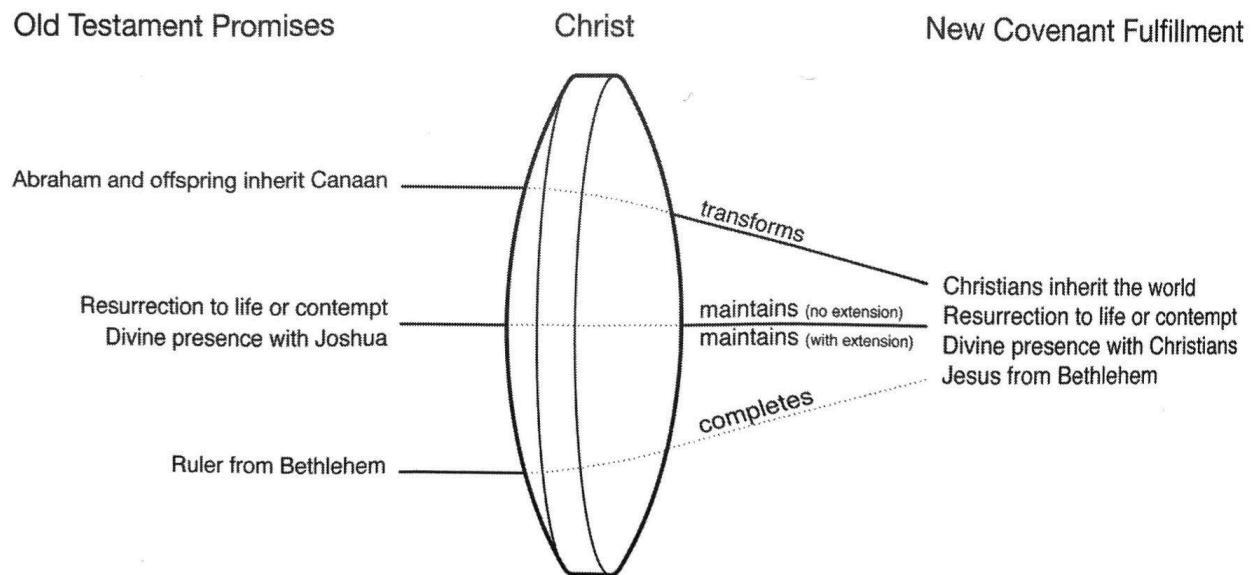 Old Testament Promises
Christ
New Covenant Fulfillment
Abraham and offspring inherit Canaan
transforms
Christians inherit the world
Resurrection to life or contempt
maintains (no extension)
Resurrection to life or contempt
Divine presence with Joshua
maintains (with extension)
Divine presence with Christians
Jesus from Bethlehem
completes
Ruler from Bethlehem